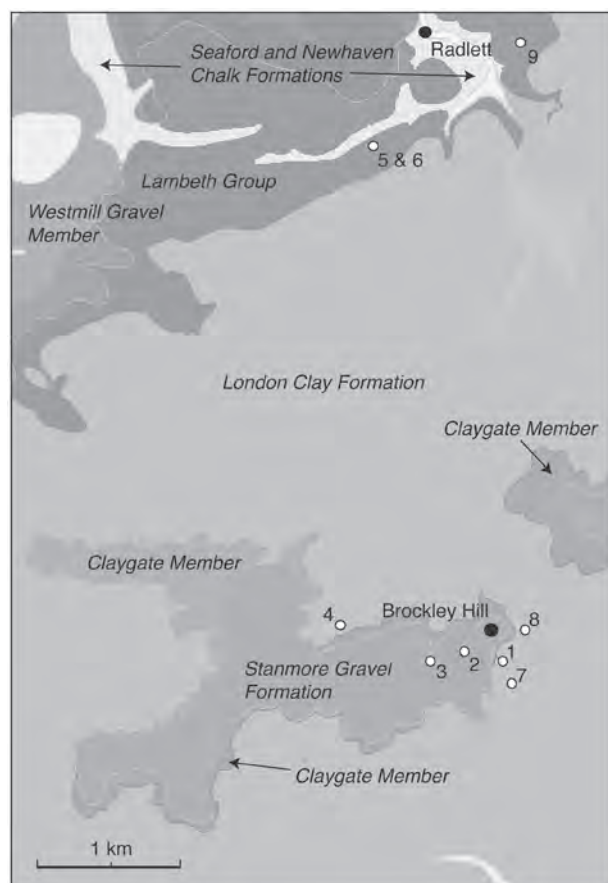 Radlett
Seaford and Newhaven
Chalk Formations
9
5 & 6
Lambeth Group
Westmill Gravel
Member
London Clay Formation
Claygate Member
Claygate Member
4
Brockley Hill
8
3
2
1
7
Stanmore Gravel
Formation
Claygate Member
1 km